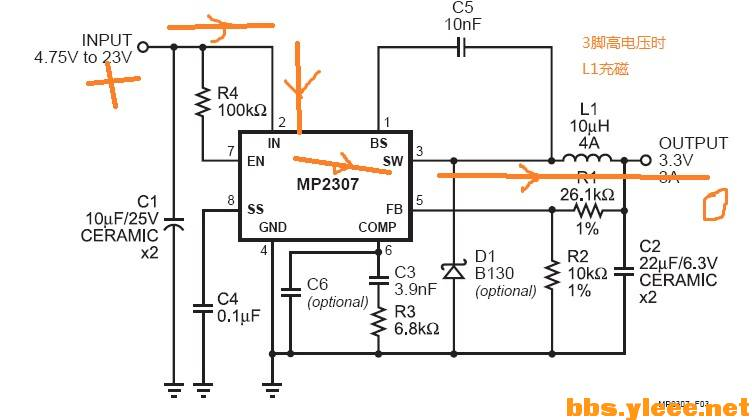 C5
10nF
INPUT
4.75V to 23V
3脚高电压时
L1充磁
R4
100kΩ
L1
10µH
4A
2
1
IN
BS
OUTPUT
3.3V
3A
7
EN
SW
3
MP2307
R1
26.1kΩ
1%
8
SS
FB
5
C1
10µF/25V
CERAMIC
x2
GND
COMP
4
6
D1
B130
(optional)
R2
10kΩ
1%
C2
22µF/6.3V
CERAMIC
x2
C6
(optional)
C3
3.9nF
C4
0.1µF
R3
6.8kΩ
MP2307_F03
bbs.yleee.net